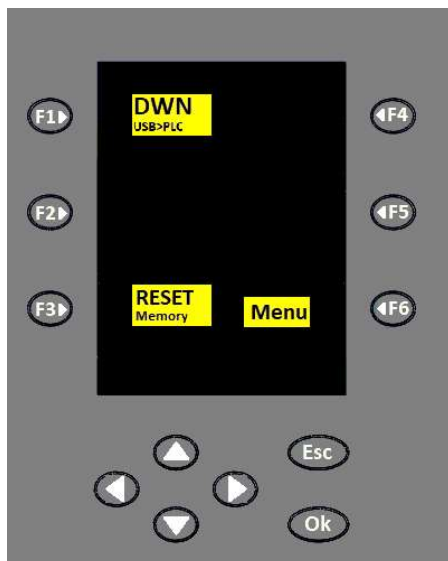 DWN
USB>PLC
F1
F4
F2
F5
RESET
Memory
Menu
F3
F6
Esc
Ok